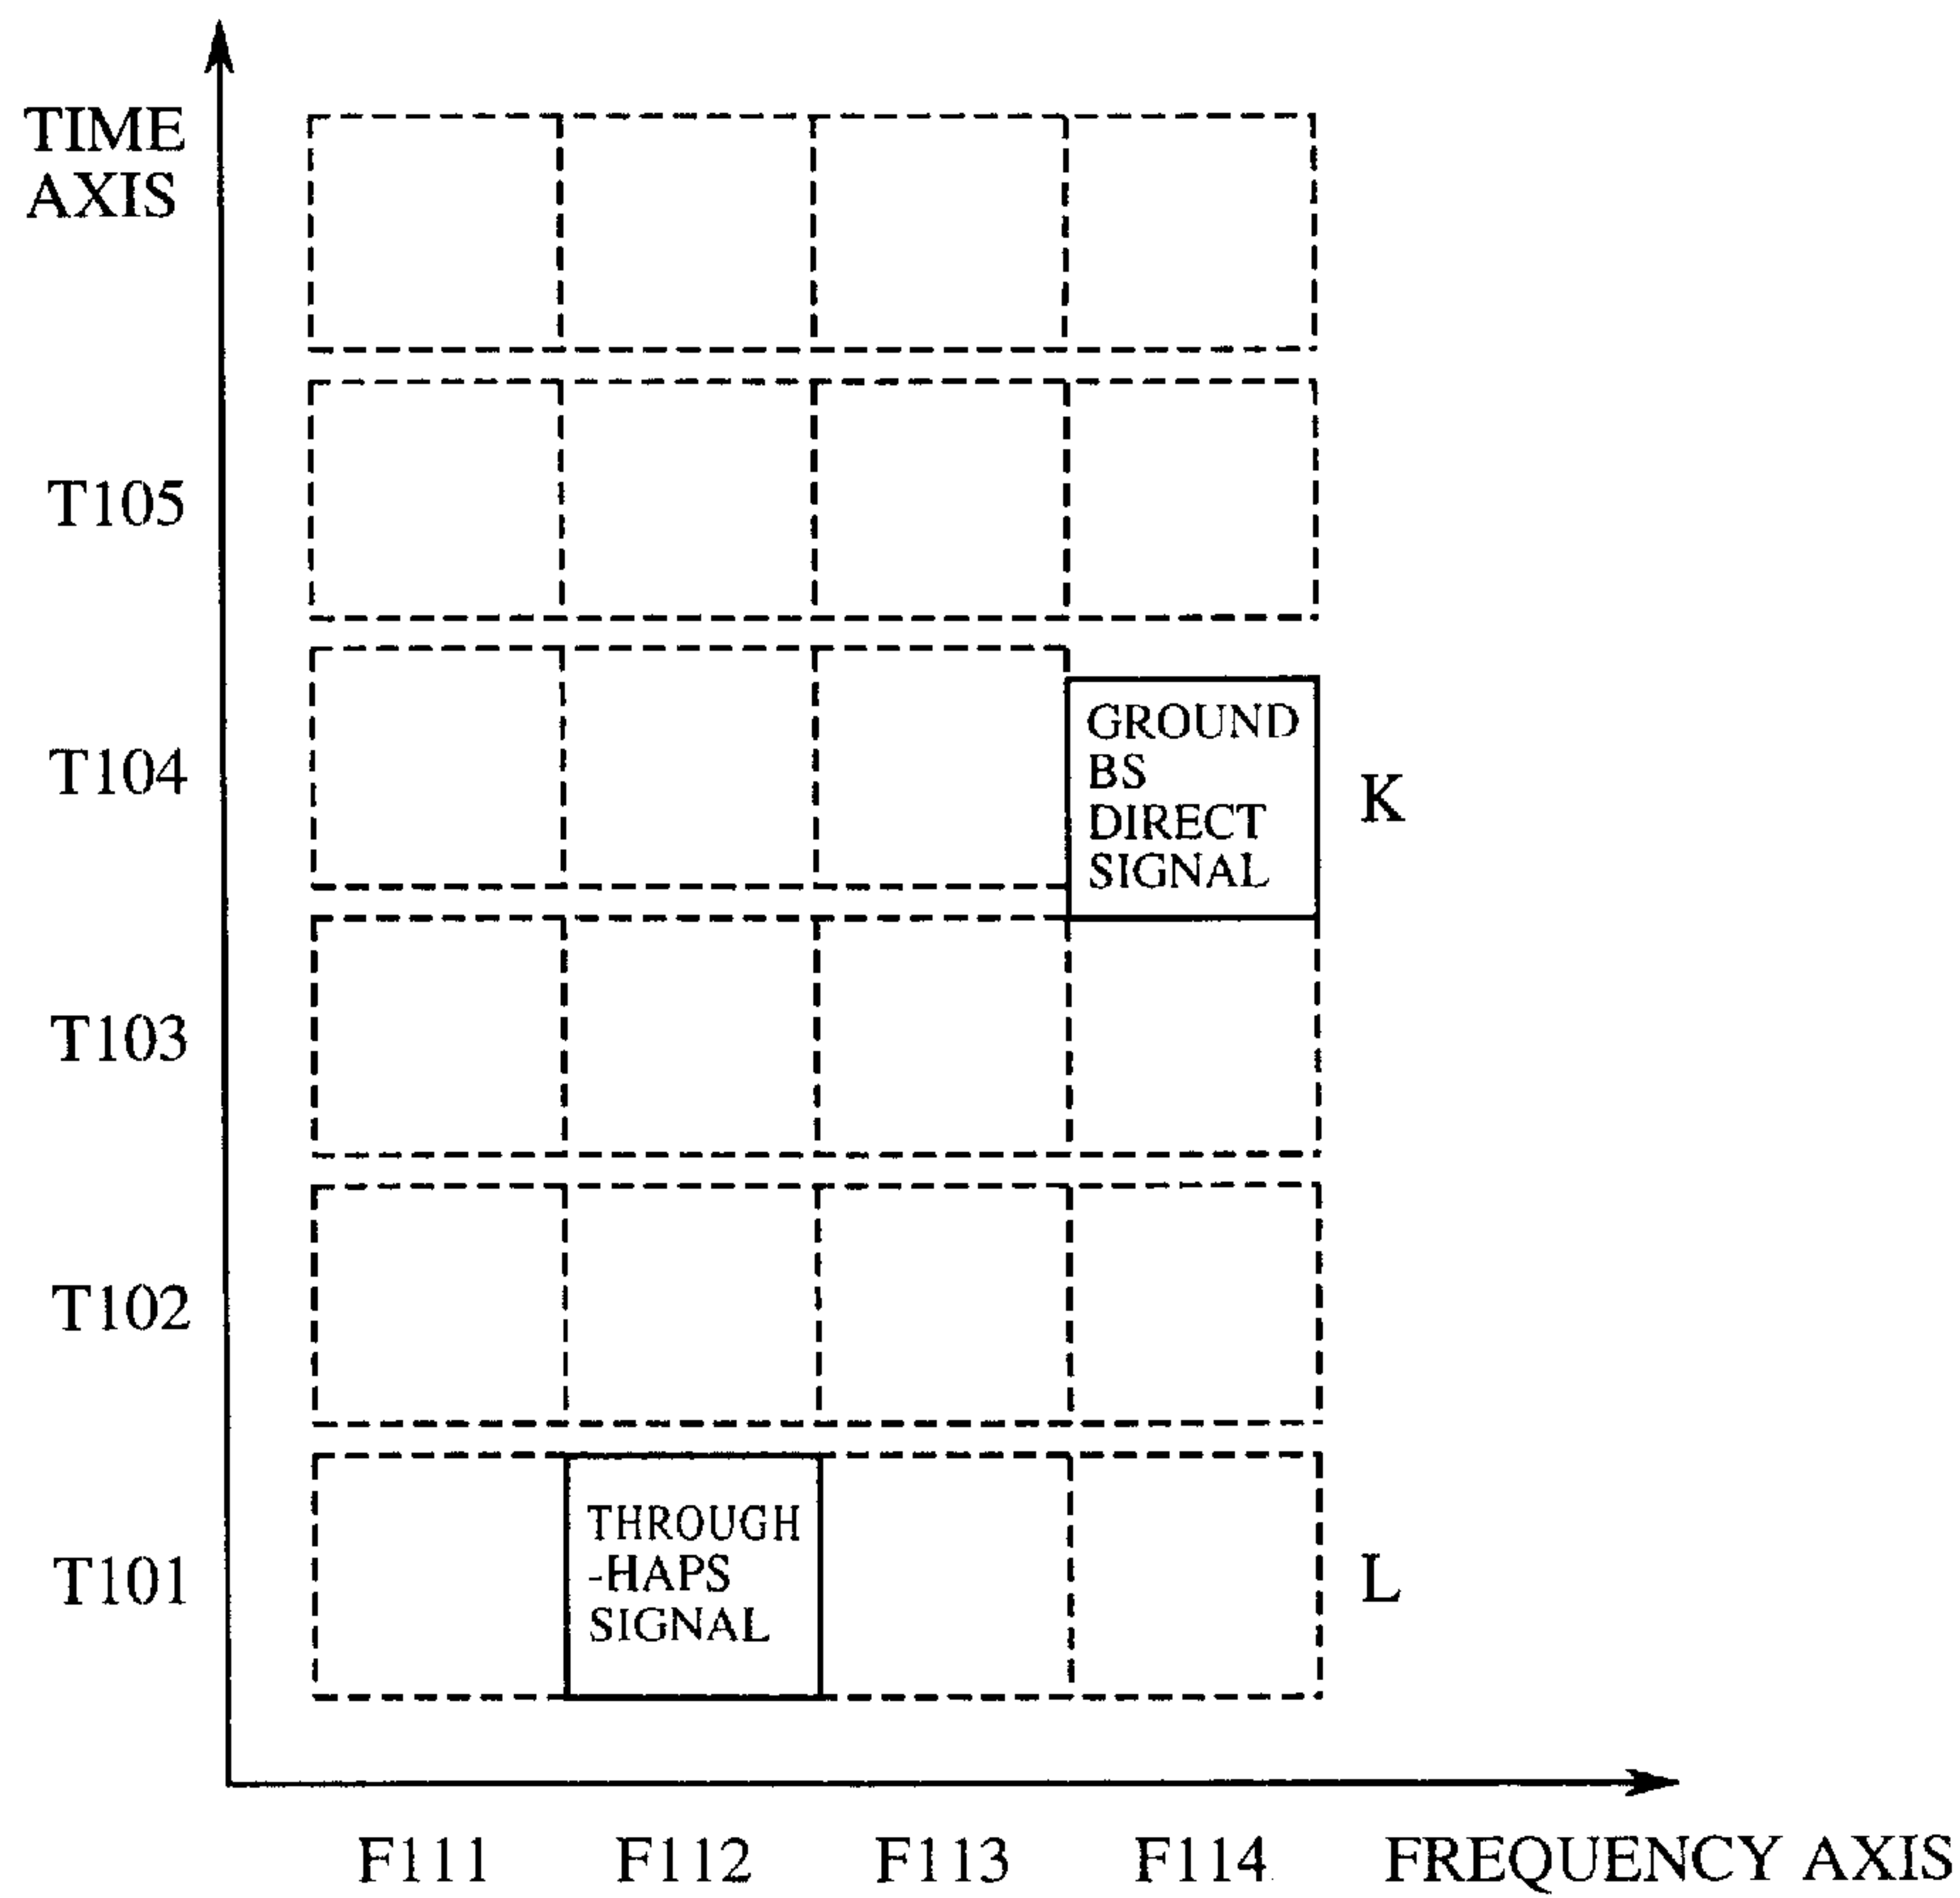 TIME
AXIS
T105
T104
GROUND
BS
DIRECT
SIGNAL
K
T103
T102
T101
THROUGH
-HAPS
SIGNAL
L
F111 F112 F113 F114 FREQUENCY AXIS